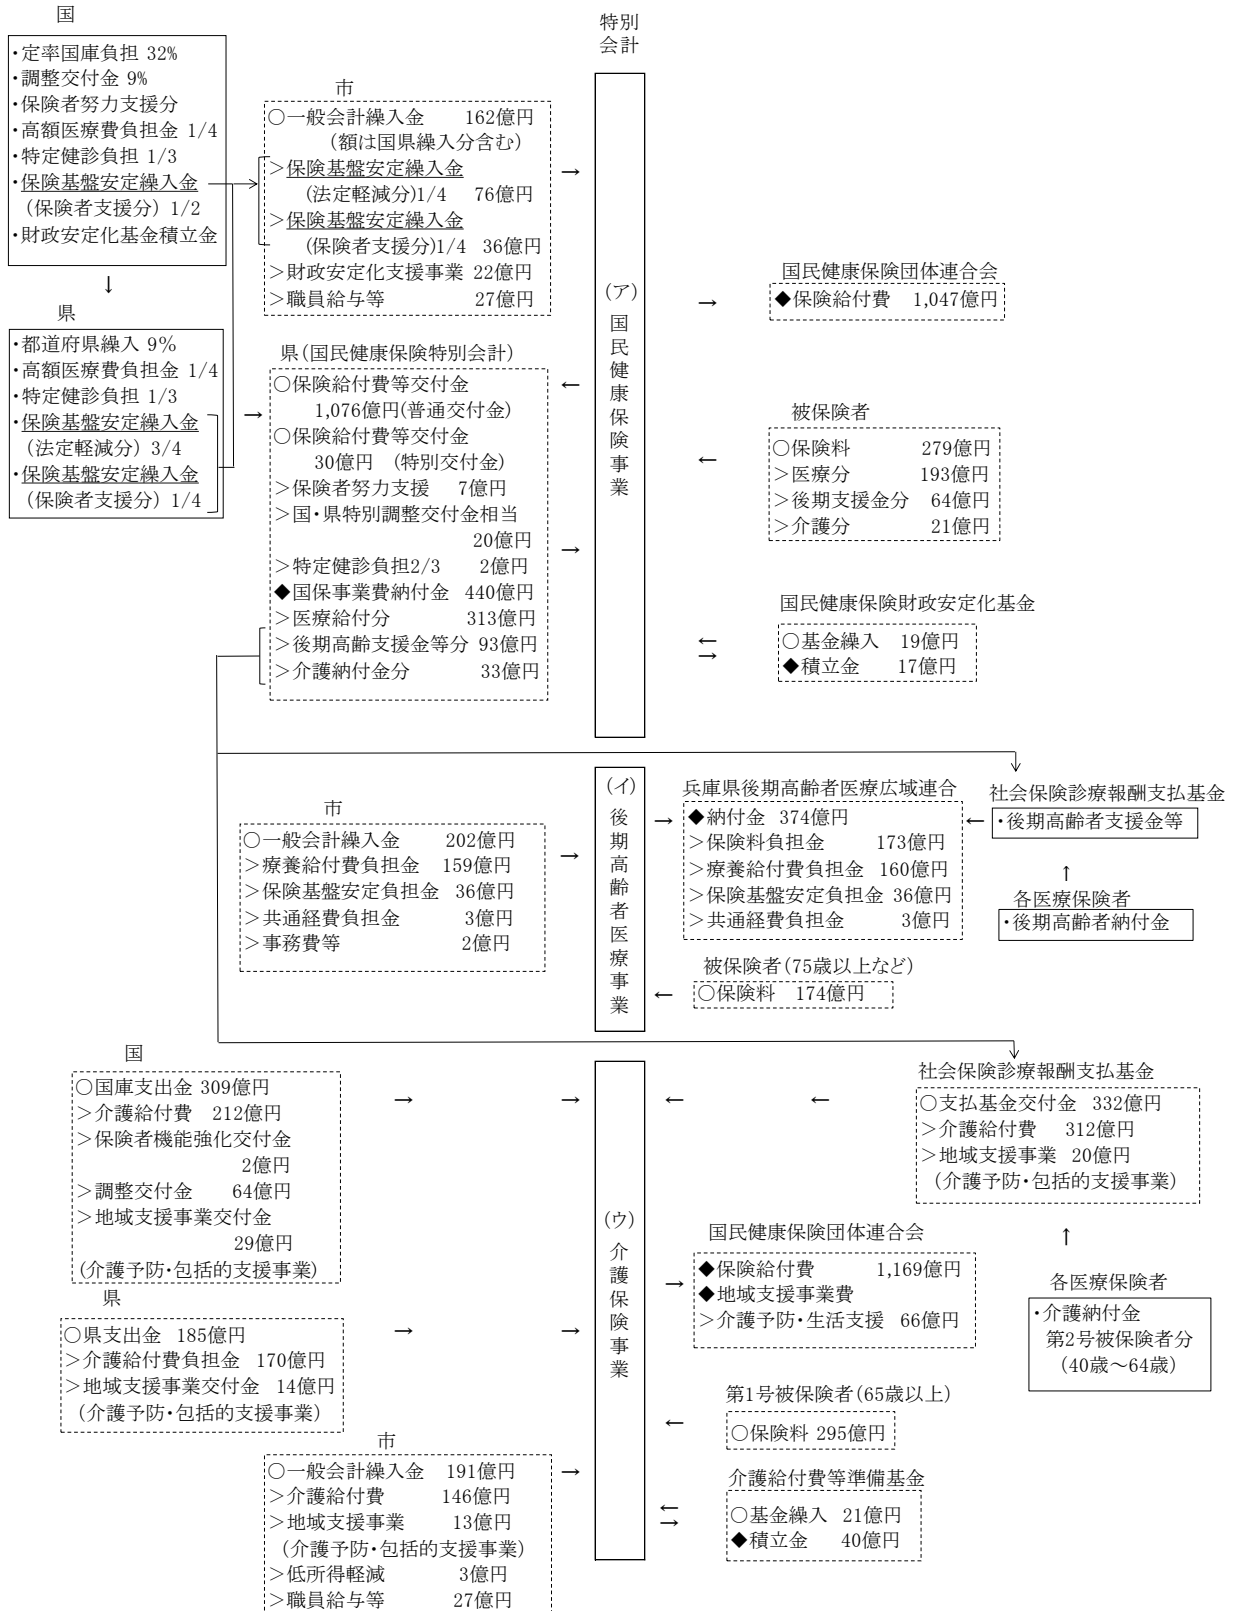 国
・定率国庫負担 32%
・調整交付金 9%
・保険者努力支援分
・高額医療費負担金 1/4
・特定健診負担 1/3
・保険基盤安定繰入金
(保険者支援分) 1/2
・財政安定化基金積立金
↓
県
・都道府県繰入 9%
・高額医療費負担金 1/4
・特定健診負担 1/3
・保険基盤安定繰入金
(法定軽減分) 3/4
・保険基盤安定繰入金
(保険者支援分) 1/4
→
市
○一般会計繰入金 162億円
(額は国県繰入分含む)
>保険基盤安定繰入金
(法定軽減分)1/4 76億円
>保険基盤安定繰入金
(保険者支援分)1/4 36億円
>財政安定化支援事業 22億円
>職員給与等 27億円
→
県(国民健康保険特別会計)
○保険給付費等交付金
1,076億円(普通交付金)
○保険給付費等交付金
30億円 (特別交付金)
>保険者努力支援 7億円
>国・県特別調整交付金相当
20億円
>特定健診負担2/3 2億円
◆国保事業費納付金 440億円
>医療給付分 313億円
>後期高齢支援金等分 93億円
>介護納付金分 33億円
←
→
特別
会計
(ア)国民健康保険事業
→
国民健康保険団体連合会
◆保険給付費 1,047億円
←
被保険者
○保険料 279億円
>医療分 193億円
>後期支援金分 64億円
>介護分 21億円
←
→
国民健康保険財政安定化基金
○基金繰入 19億円
◆積立金 17億円
市
○一般会計繰入金 202億円
>療養給付費負担金 159億円
>保険基盤安定負担金 36億円
>共通経費負担金 3億円
>事務費等 2億円
→
(イ)後期高齢者医療事業
→
兵庫県後期高齢者医療広域連合
◆納付金 374億円
>保険料負担金 173億円
>療養給付費負担金 160億円
>保険基盤安定負担金 36億円
>共通経費負担金 3億円
←
社会保険診療報酬支払基金
・後期高齢者支援金等
↑
各医療保険者
・後期高齢者納付金
←
被保険者(75歳以上など)
○保険料 174億円
国
○国庫支出金 309億円
>介護給付費 212億円
>保険者機能強化交付金
2億円
>調整交付金 64億円
>地域支援事業交付金
29億円
(介護予防・包括的支援事業)
→ →
県
○県支出金 185億円
>介護給付費負担金 170億円
>地域支援事業交付金 14億円
(介護予防・包括的支援事業)
→ →
市
○一般会計繰入金 191億円
>介護給付費 146億円
>地域支援事業 13億円
(介護予防・包括的支援事業)
>低所得軽減 3億円
>職員給与等 27億円
→
(ウ)介護保険事業
← ←
社会保険診療報酬支払基金
○支払基金交付金 332億円
>介護給付費 312億円
>地域支援事業 20億円
(介護予防・包括的支援事業)
↑
各医療保険者
・介護納付金
第2号被保険者分
(40歳~64歳)
→
国民健康保険団体連合会
◆保険給付費 1,169億円
◆地域支援事業費
>介護予防・生活支援 66億円
←
第1号被保険者(65歳以上)
○保険料 295億円
←
→
介護給付費等準備基金
○基金繰入 21億円
◆積立金 40億円